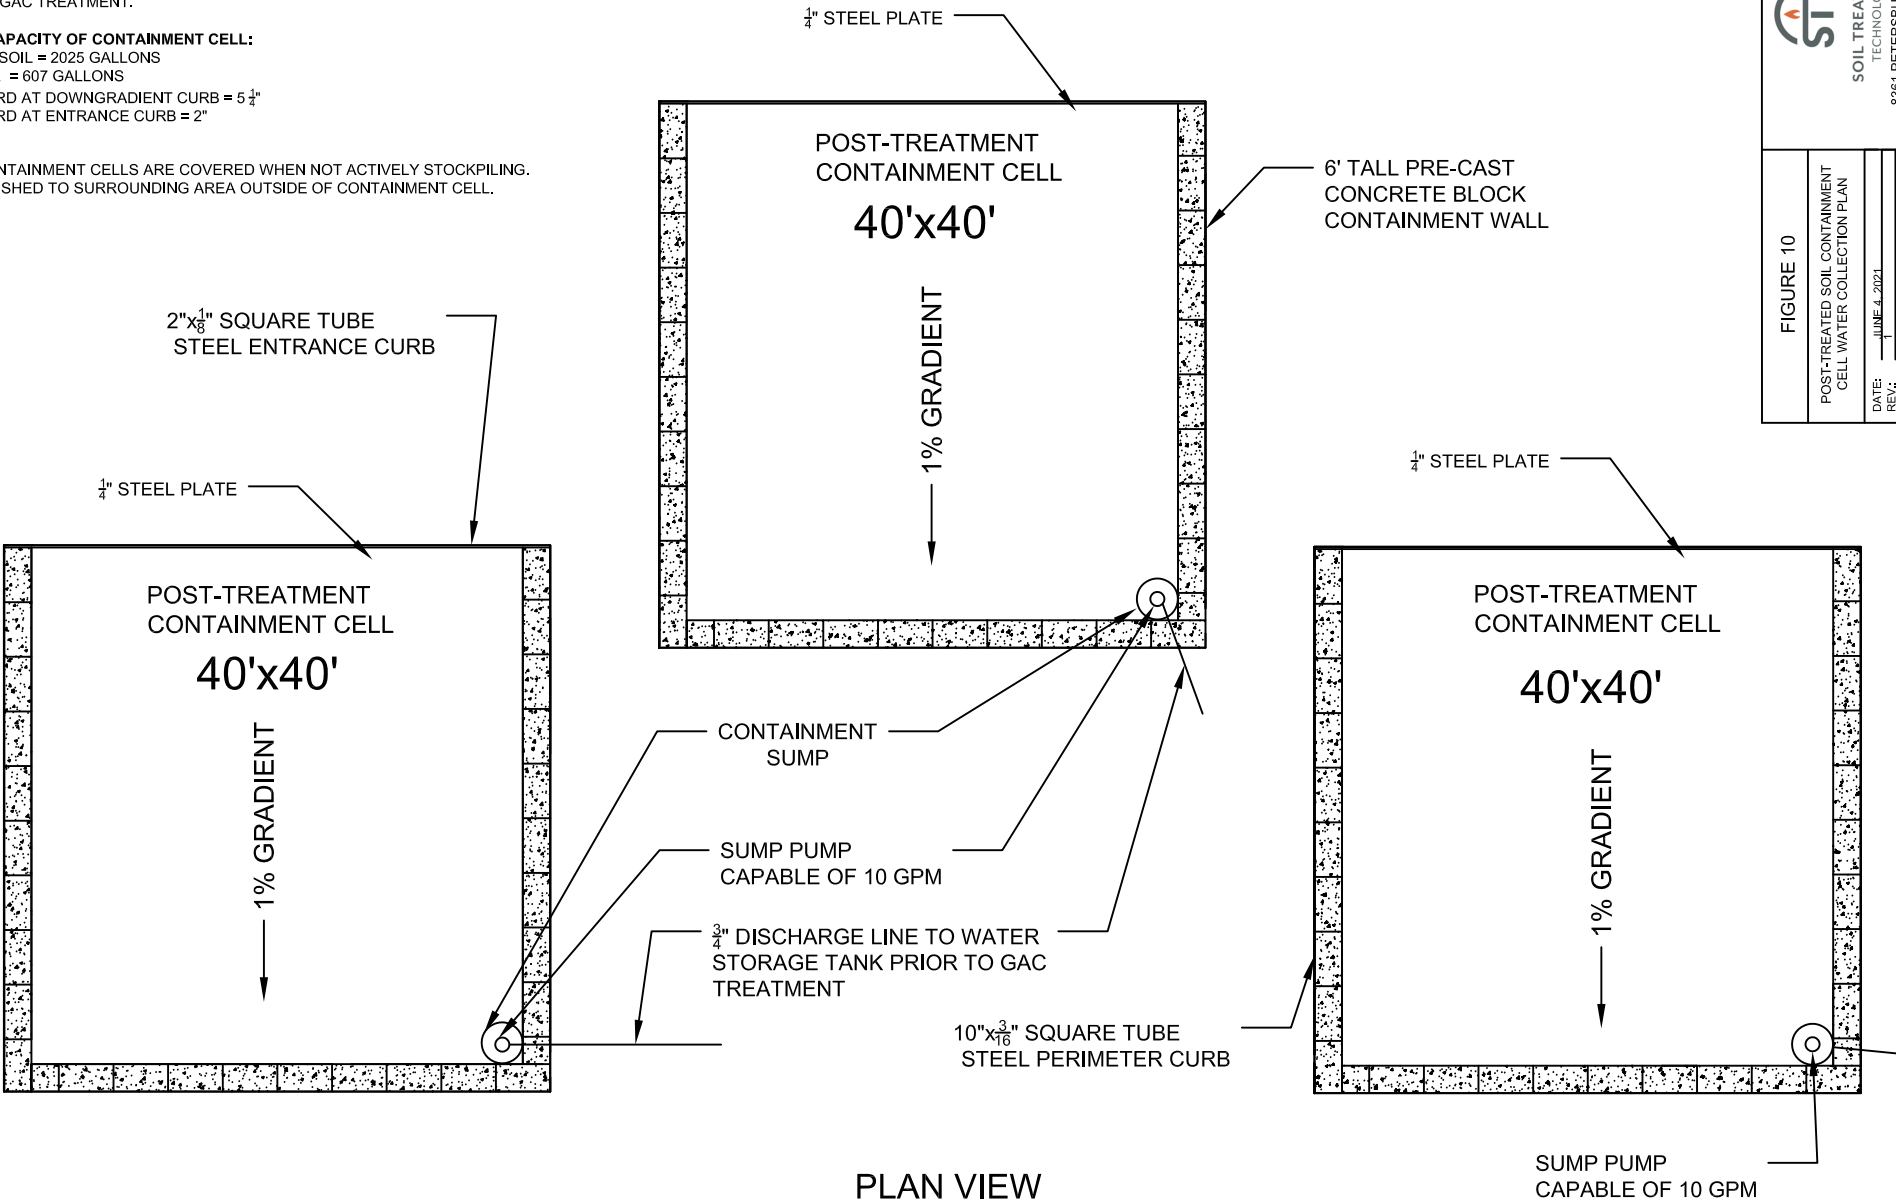 GAC TREATMENT.
APACITY OF CONTAINMENT CELL:
SOIL = 2025 GALLONS
= 607 GALLONS
RD AT DOWNGRADIENT CURB = 5 1/4"
RD AT ENTRANCE CURB = 2"
NTAINMENT CELLS ARE COVERED WHEN NOT ACTIVELY STOCKPILING.
SHED TO SURROUNDING AREA OUTSIDE OF CONTAINMENT CELL.
1/4" STEEL PLATE
POST-TREATMENT
CONTAINMENT CELL
40'x40'
1% GRADIENT
6' TALL PRE-CAST
CONCRETE BLOCK
CONTAINMENT WALL
ST
SOIL TREA
TECHNOLO
FIGURE 10
POST-TREATED SOIL CONTAINMENT
CELL WATER COLLECTION PLAN
DATE: JUNE 4, 2021
REV.: 1
2"x1/8" SQUARE TUBE
STEEL ENTRANCE CURB
1/4" STEEL PLATE
POST-TREATMENT
CONTAINMENT CELL
40'x40'
1% GRADIENT
1/4" STEEL PLATE
POST-TREATMENT
CONTAINMENT CELL
40'x40'
1% GRADIENT
CONTAINMENT
SUMP
SUMP PUMP
CAPABLE OF 10 GPM
3/4" DISCHARGE LINE TO WATER
STORAGE TANK PRIOR TO GAC
TREATMENT
10"x3/16" SQUARE TUBE
STEEL PERIMETER CURB
SUMP PUMP
CAPABLE OF 10 GPM
PLAN VIEW